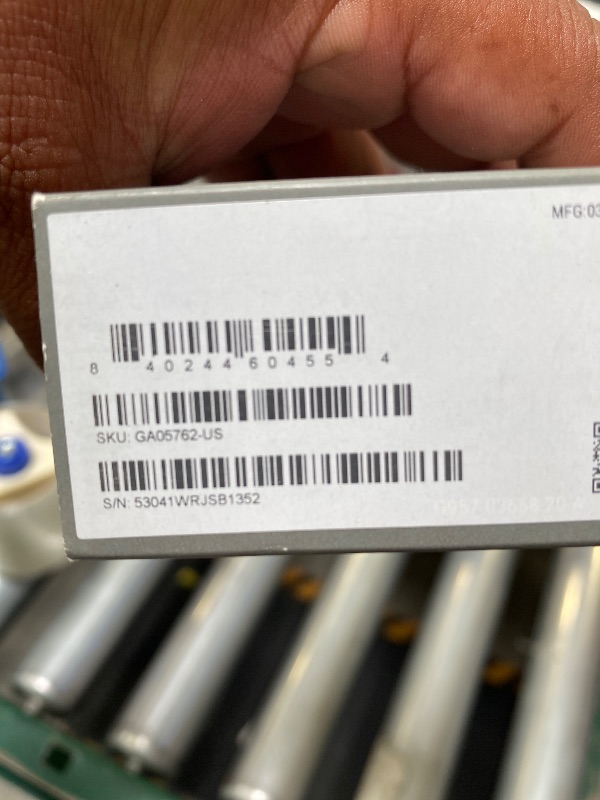 MFG:03
8 40244 60455 4
SKU: GA05762-US
S/N: 53041WRJSB1352